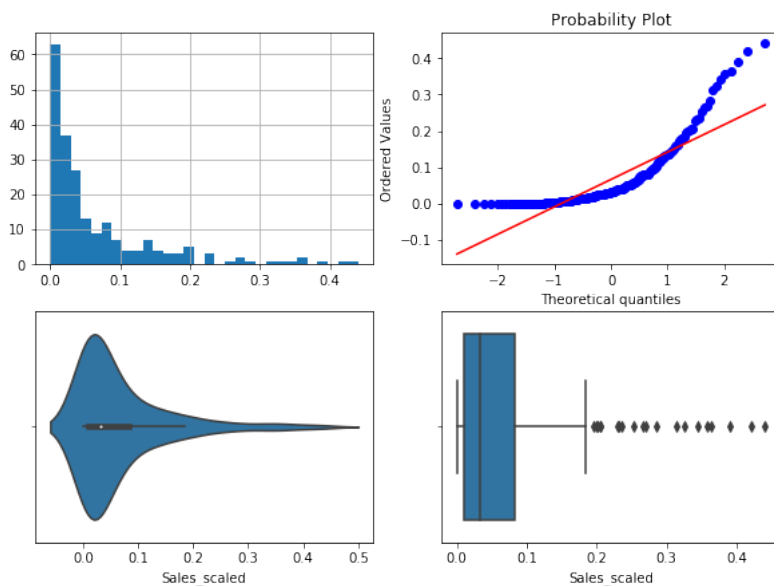 60
50
40
30
20
10
0
0.0 0.1 0.2 0.3 0.4
Probability Plot
Ordered Values
0.4
0.3
0.2
0.1
0.0
−0.1
−2 −1 0 1 2
Theoretical quantiles
0.0 0.1 0.2 0.3 0.4 0.5
Sales_scaled
0.0 0.1 0.2 0.3 0.4
Sales_scaled